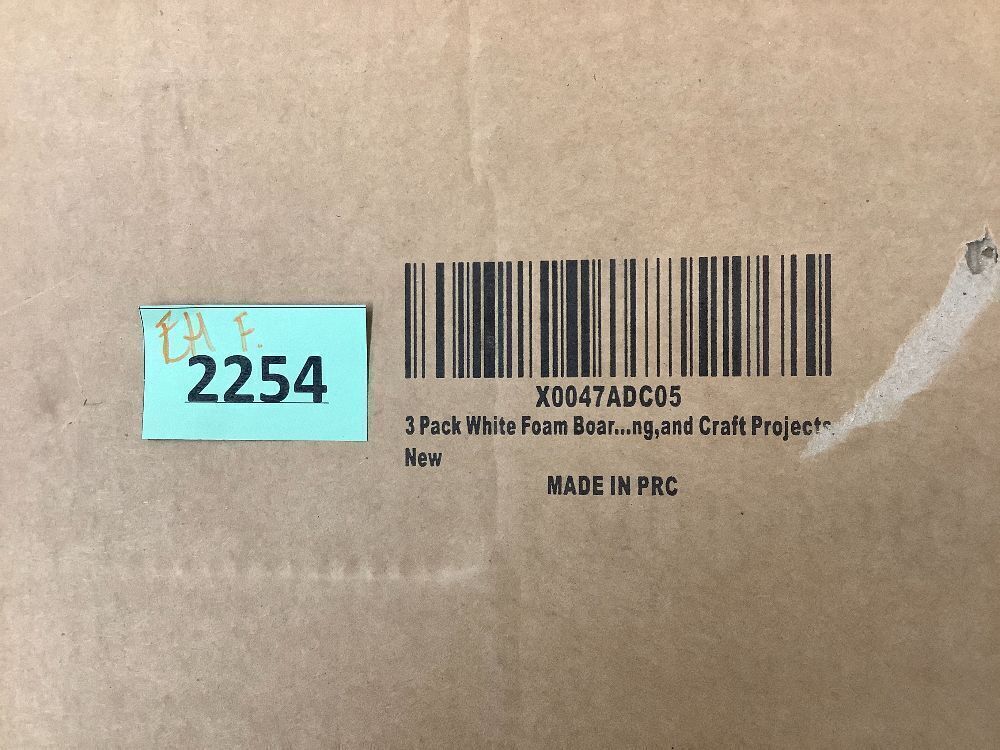 EH F.
2254
X0047ADC05
3 Pack White Foam Boar...ng,and Craft Projects
New
MADE IN PRC